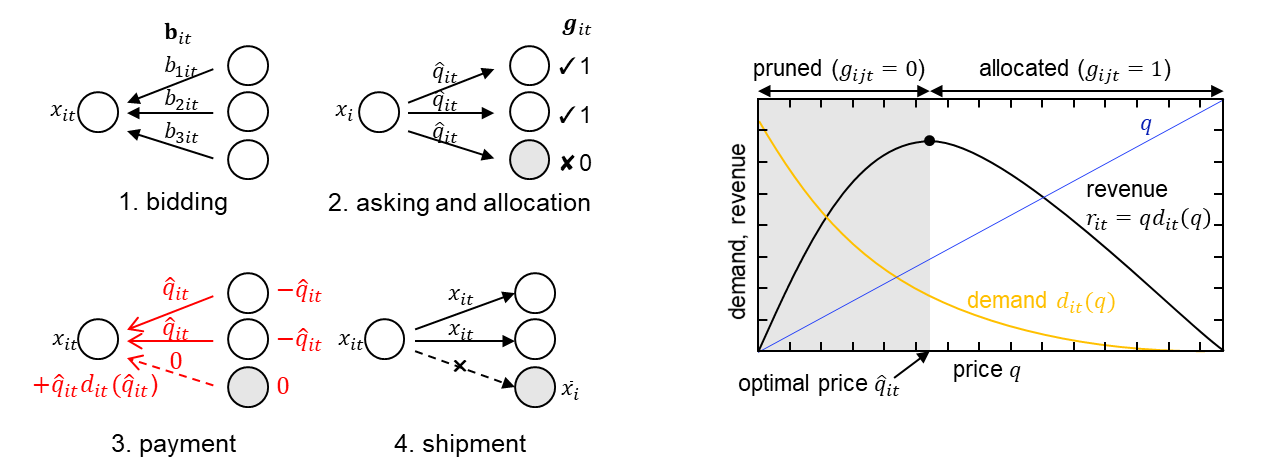 𝐛_it
b_1it
b_2it
b_3it
x_it
1. bidding
𝒈_it
q̂_it
q̂_it
q̂_it
x_i
✓1
✓1
✘0
2. asking and allocation
q̂_it
q̂_it
0
x_it
−q̂_it
−q̂_it
0
+q̂_it d_it(q̂_it)
3. payment
x_it
x_it
x_it
×
ẋ_i
4. shipment
pruned (g_ijt = 0)
allocated (g_ijt = 1)
q
revenue
r_it = qd_it(q)
demand d_it(q)
demand, revenue
optimal price q̂_it
price q